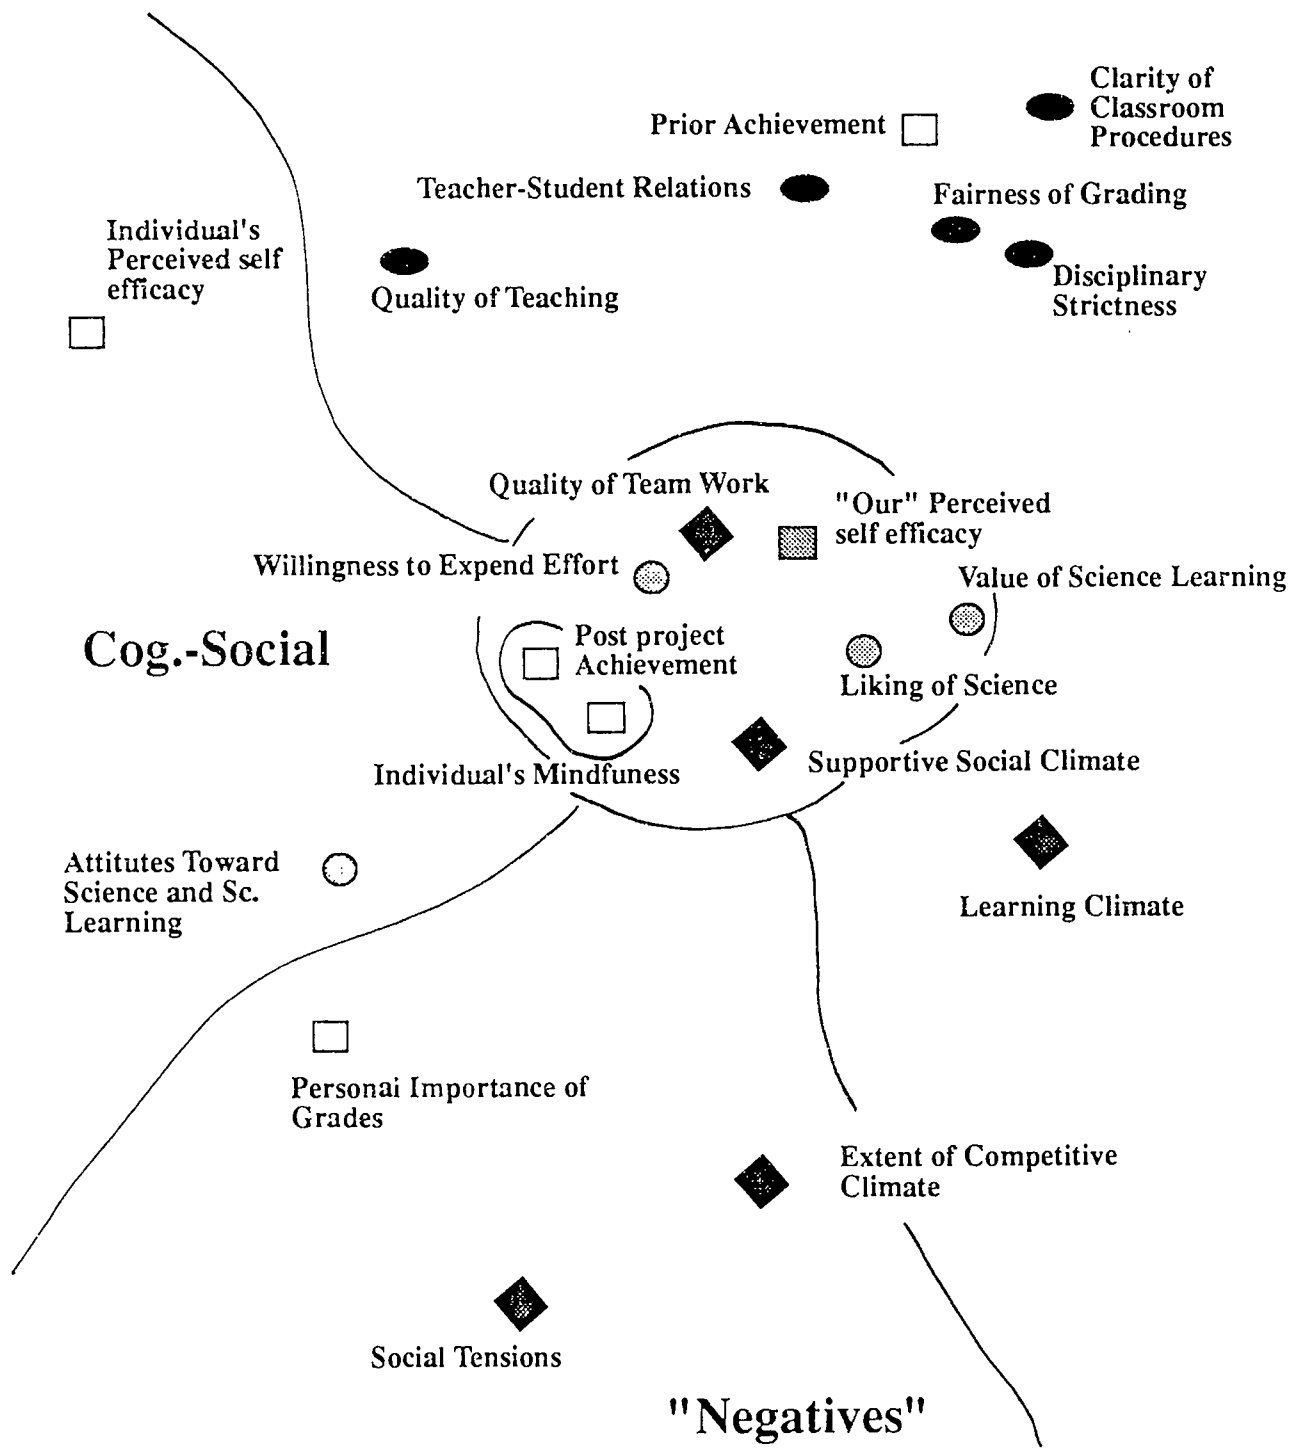 Clarity of
Classroom
Procedures
Prior Achievement
Teacher-Student Relations
Fairness of Grading
Individual's
Perceived self
efficacy
Quality of Teaching
Disciplinary
Strictness
Quality of Team Work
"Our" Perceived
self efficacy
Willingness to Expend Effort
Value of Science Learning
Cog.-Social
Post project
Achievement
Liking of Science
Individual's Mindfuness
Supportive Social Climate
Attitutes Toward
Science and Sc.
Learning
Learning Climate
Personai Importance of
Grades
Extent of Competitive
Climate
Social Tensions
"Negatives"